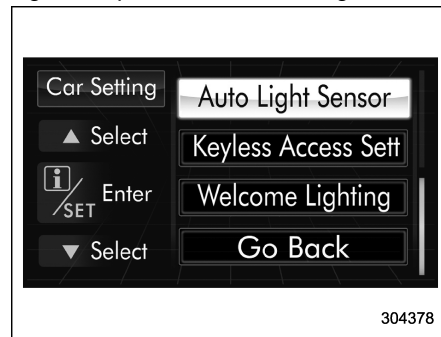 Car Setting
Auto Light Sensor
▲ Select
Keyless Access Sett
i/SET Enter
Welcome Lighting
▼ Select
Go Back
304378